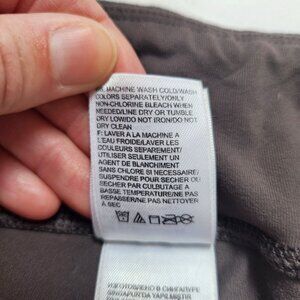 E: MACHINE WASH COLD/WASH
COLORS SEPARATELY/ONLY
NON-CHLORINE BLEACH WHEN
NEEDED/LINE DRY OR TUMBLE
DRY LOW/DO NOT IRON/DO NOT
DRY CLEAN
F: LAVER A LA MACHINE A
L'EAU FROIDE/LAVER LES
COULEURS SEPAREMENT/
UTILISER SEULEMENT UN
AGENT DE BLANCHIMENT
SANS CHLORE SI NECESSAIRE/
SUSPENDRE POUR SECHER OU
SECHER PAR CULBUTAGE A
BASSE TEMPERATURE/NE PAS
REPASSER/NE PAS NETTOYER
A SEC
ИЗГОТОВЛЕНО В СИНГАПУРЕ